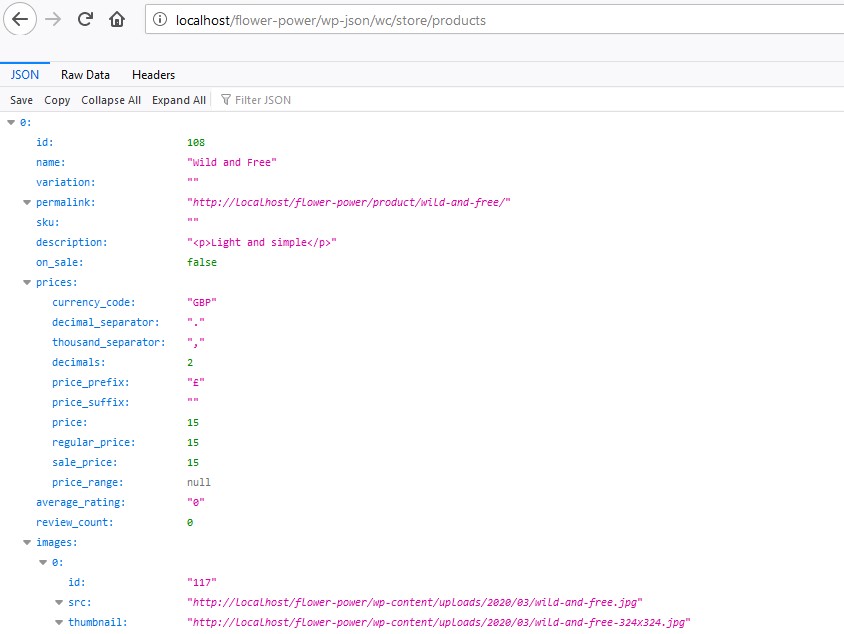 localhost/flower-power/wp-json/wc/store/products
JSON Raw Data Headers
Save Copy Collapse All Expand All Filter JSON
0:
id: 108
name: "Wild and Free"
variation: ""
permalink: "http://localhost/flower-power/product/wild-and-free/"
sku: ""
description: "<p>Light and simple</p>"
on_sale: false
prices:
currency_code: "GBP"
decimal_separator: "."
thousand_separator: ","
decimals: 2
price_prefix: "£"
price_suffix: ""
price: 15
regular_price: 15
sale_price: 15
price_range: null
average_rating: "0"
review_count: 0
images:
0:
id: "117"
src: "http://localhost/flower-power/wp-content/uploads/2020/03/wild-and-free.jpg"
thumbnail: "http://localhost/flower-power/wp-content/uploads/2020/03/wild-and-free-324x324.jpg"